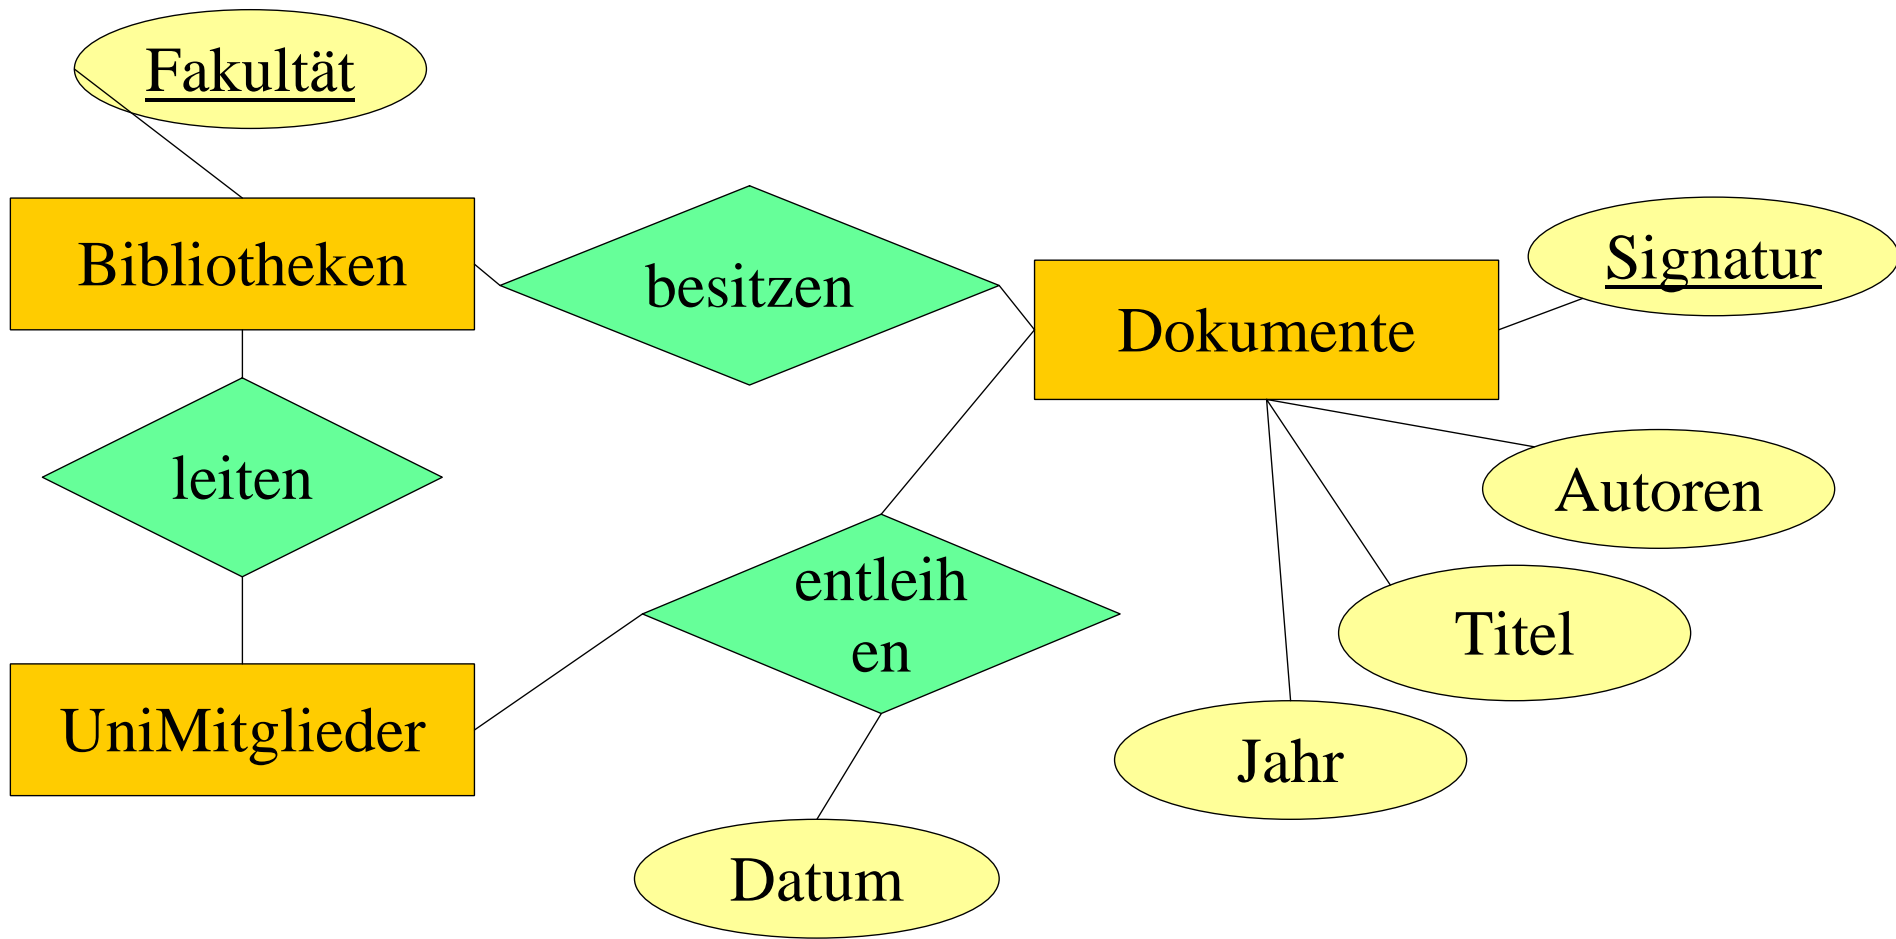 Fakultät
Bibliotheken
besitzen
Signatur
Dokumente
leiten
Autoren
entleih
en
Titel
UniMitglieder
Jahr
Datum